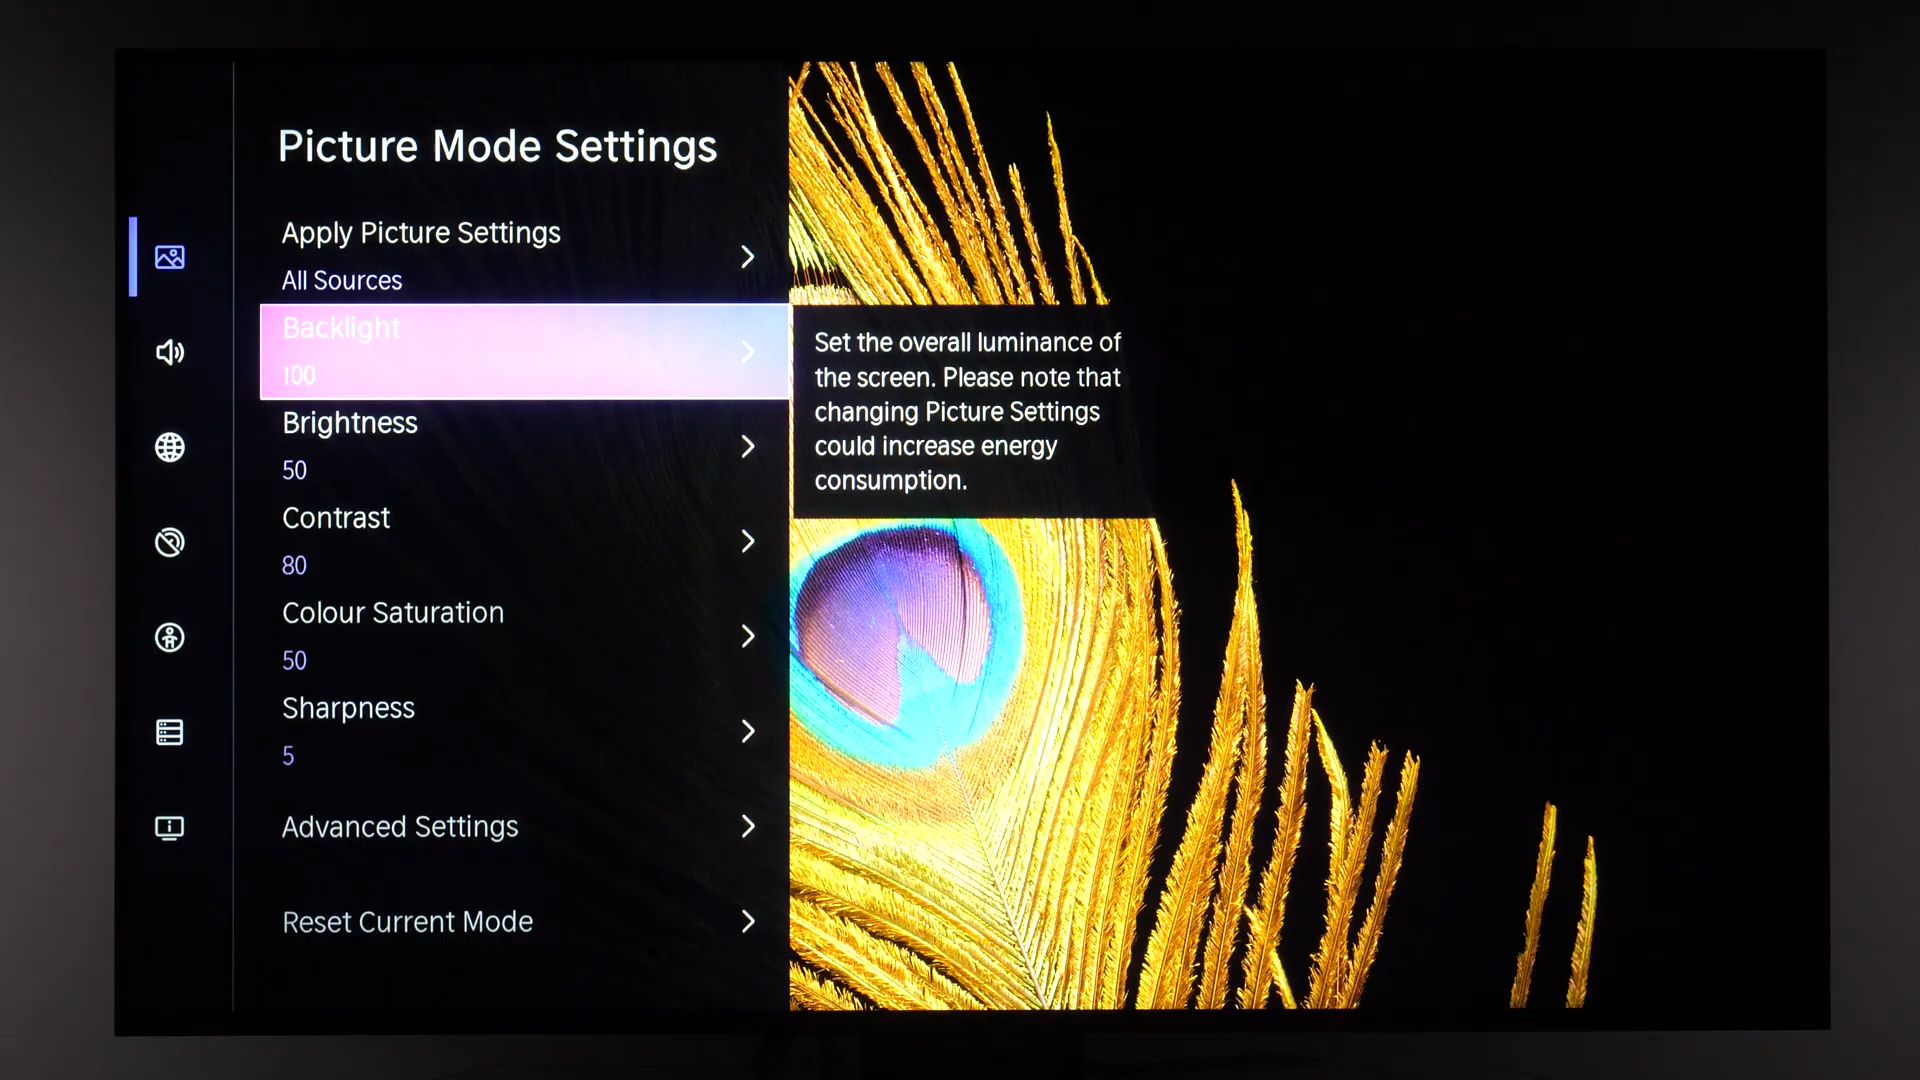 Picture Mode Settings
Apply Picture Settings
All Sources
Backlight
100
Set the overall luminance of
the screen. Please note that
changing Picture Settings
could increase energy
consumption.
Brightness
50
Contrast
80
Colour Saturation
50
Sharpness
5
Advanced Settings
Reset Current Mode